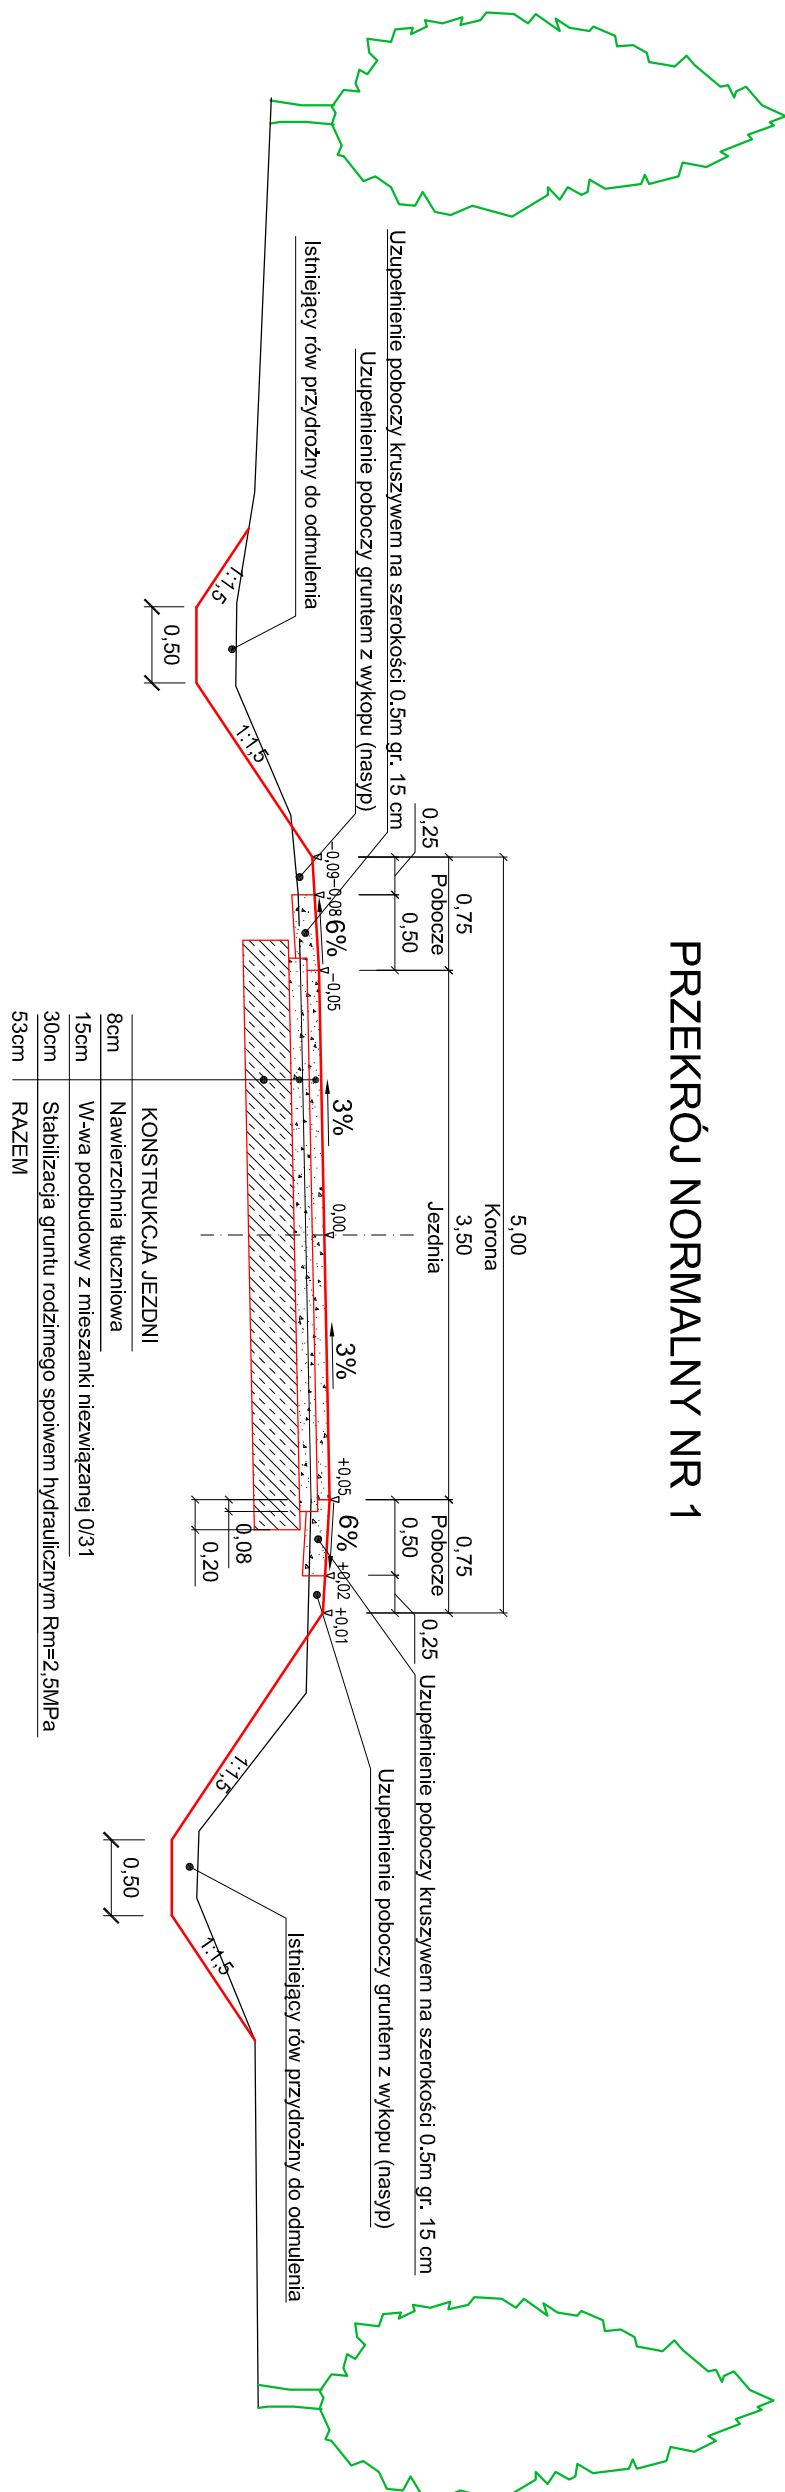 PRZEKRÓJ NORMALNY NR 1
5,00
Korona
0,75
Pobocze
3,50
Jezdnia
0,75
Pobocze
0,25
0,50
0,50
0,25
Uzupełnienie poboczy kruszywem na szerokości 0.5m gr. 15 cm
Uzupełnienie poboczy gruntem z wykopu (nasyp)
Istniejący rów przydrożny do odmulenia
Uzupełnienie poboczy kruszywem na szerokości 0.5m gr. 15 cm
Uzupełnienie poboczy gruntem z wykopu (nasyp)
Istniejący rów przydrożny do odmulenia
-0,09
-0,08
6%
-0,05
3%
0,00
3%
+0,05
6%
+0,02
+0,01
1:1,5
1:1,5
1:1,5
1:1,5
0,50
0,08
0,20
0,50
KONSTRUKCJA JEZDNI
8cm Nawierzchnia tłuczniowa
15cm W-wa podbudowy z mieszanki niezwiązanej 0/31
30cm Stabilizacja gruntu rodzimego spoiwem hydraulicznym Rm=2,5MPa
53cm RAZEM